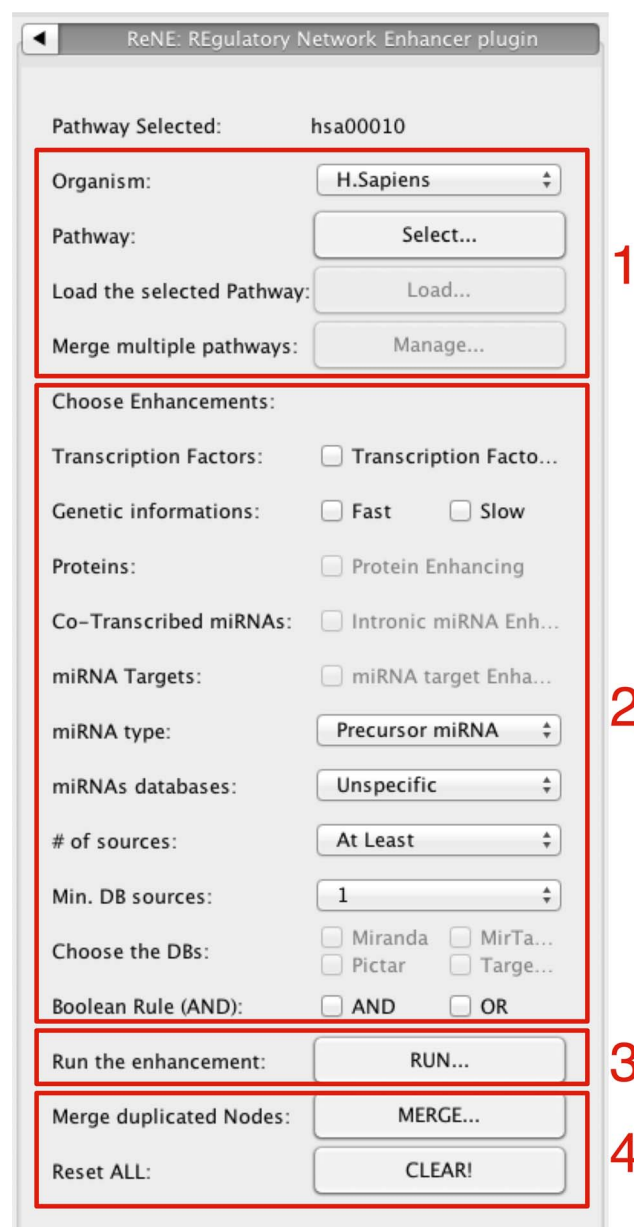 ReNE: REgulatory Network Enhancer plugin
Pathway Selected: hsa00010
Organism: H.Sapiens
Pathway: Select...
1
Load the selected Pathway: Load...
Merge multiple pathways: Manage...
Choose Enhancements:
Transcription Factors: Transcription Facto...
Genetic informations: Fast Slow
Proteins: Protein Enhancing
Co-Transcribed miRNAs: Intronic miRNA Enh...
miRNA Targets: miRNA target Enha...
2
miRNA type: Precursor miRNA
miRNAs databases: Unspecific
# of sources: At Least
Min. DB sources: 1
Choose the DBs: Miranda MirTa...
Pictar Targe...
Boolean Rule (AND): AND OR
Run the enhancement: RUN... 3
Merge duplicated Nodes: MERGE...
4
Reset ALL: CLEAR!